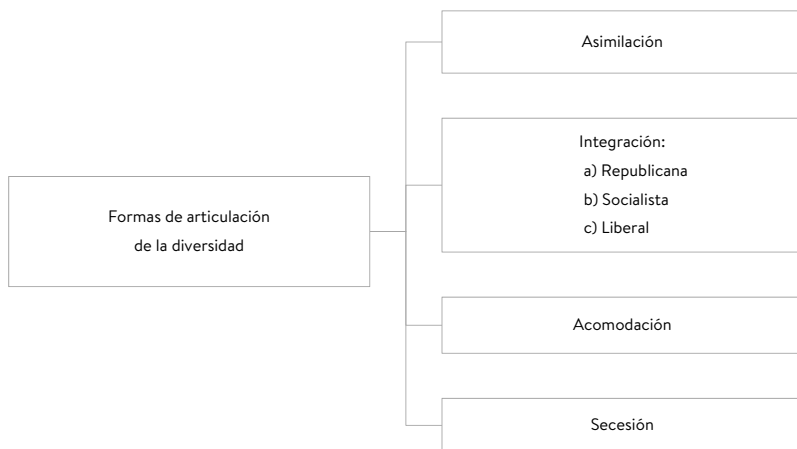 Formas de articulación
de la diversidad
Asimilación
Integración:
a) Republicana
b) Socialista
c) Liberal
Acomodación
Secesión